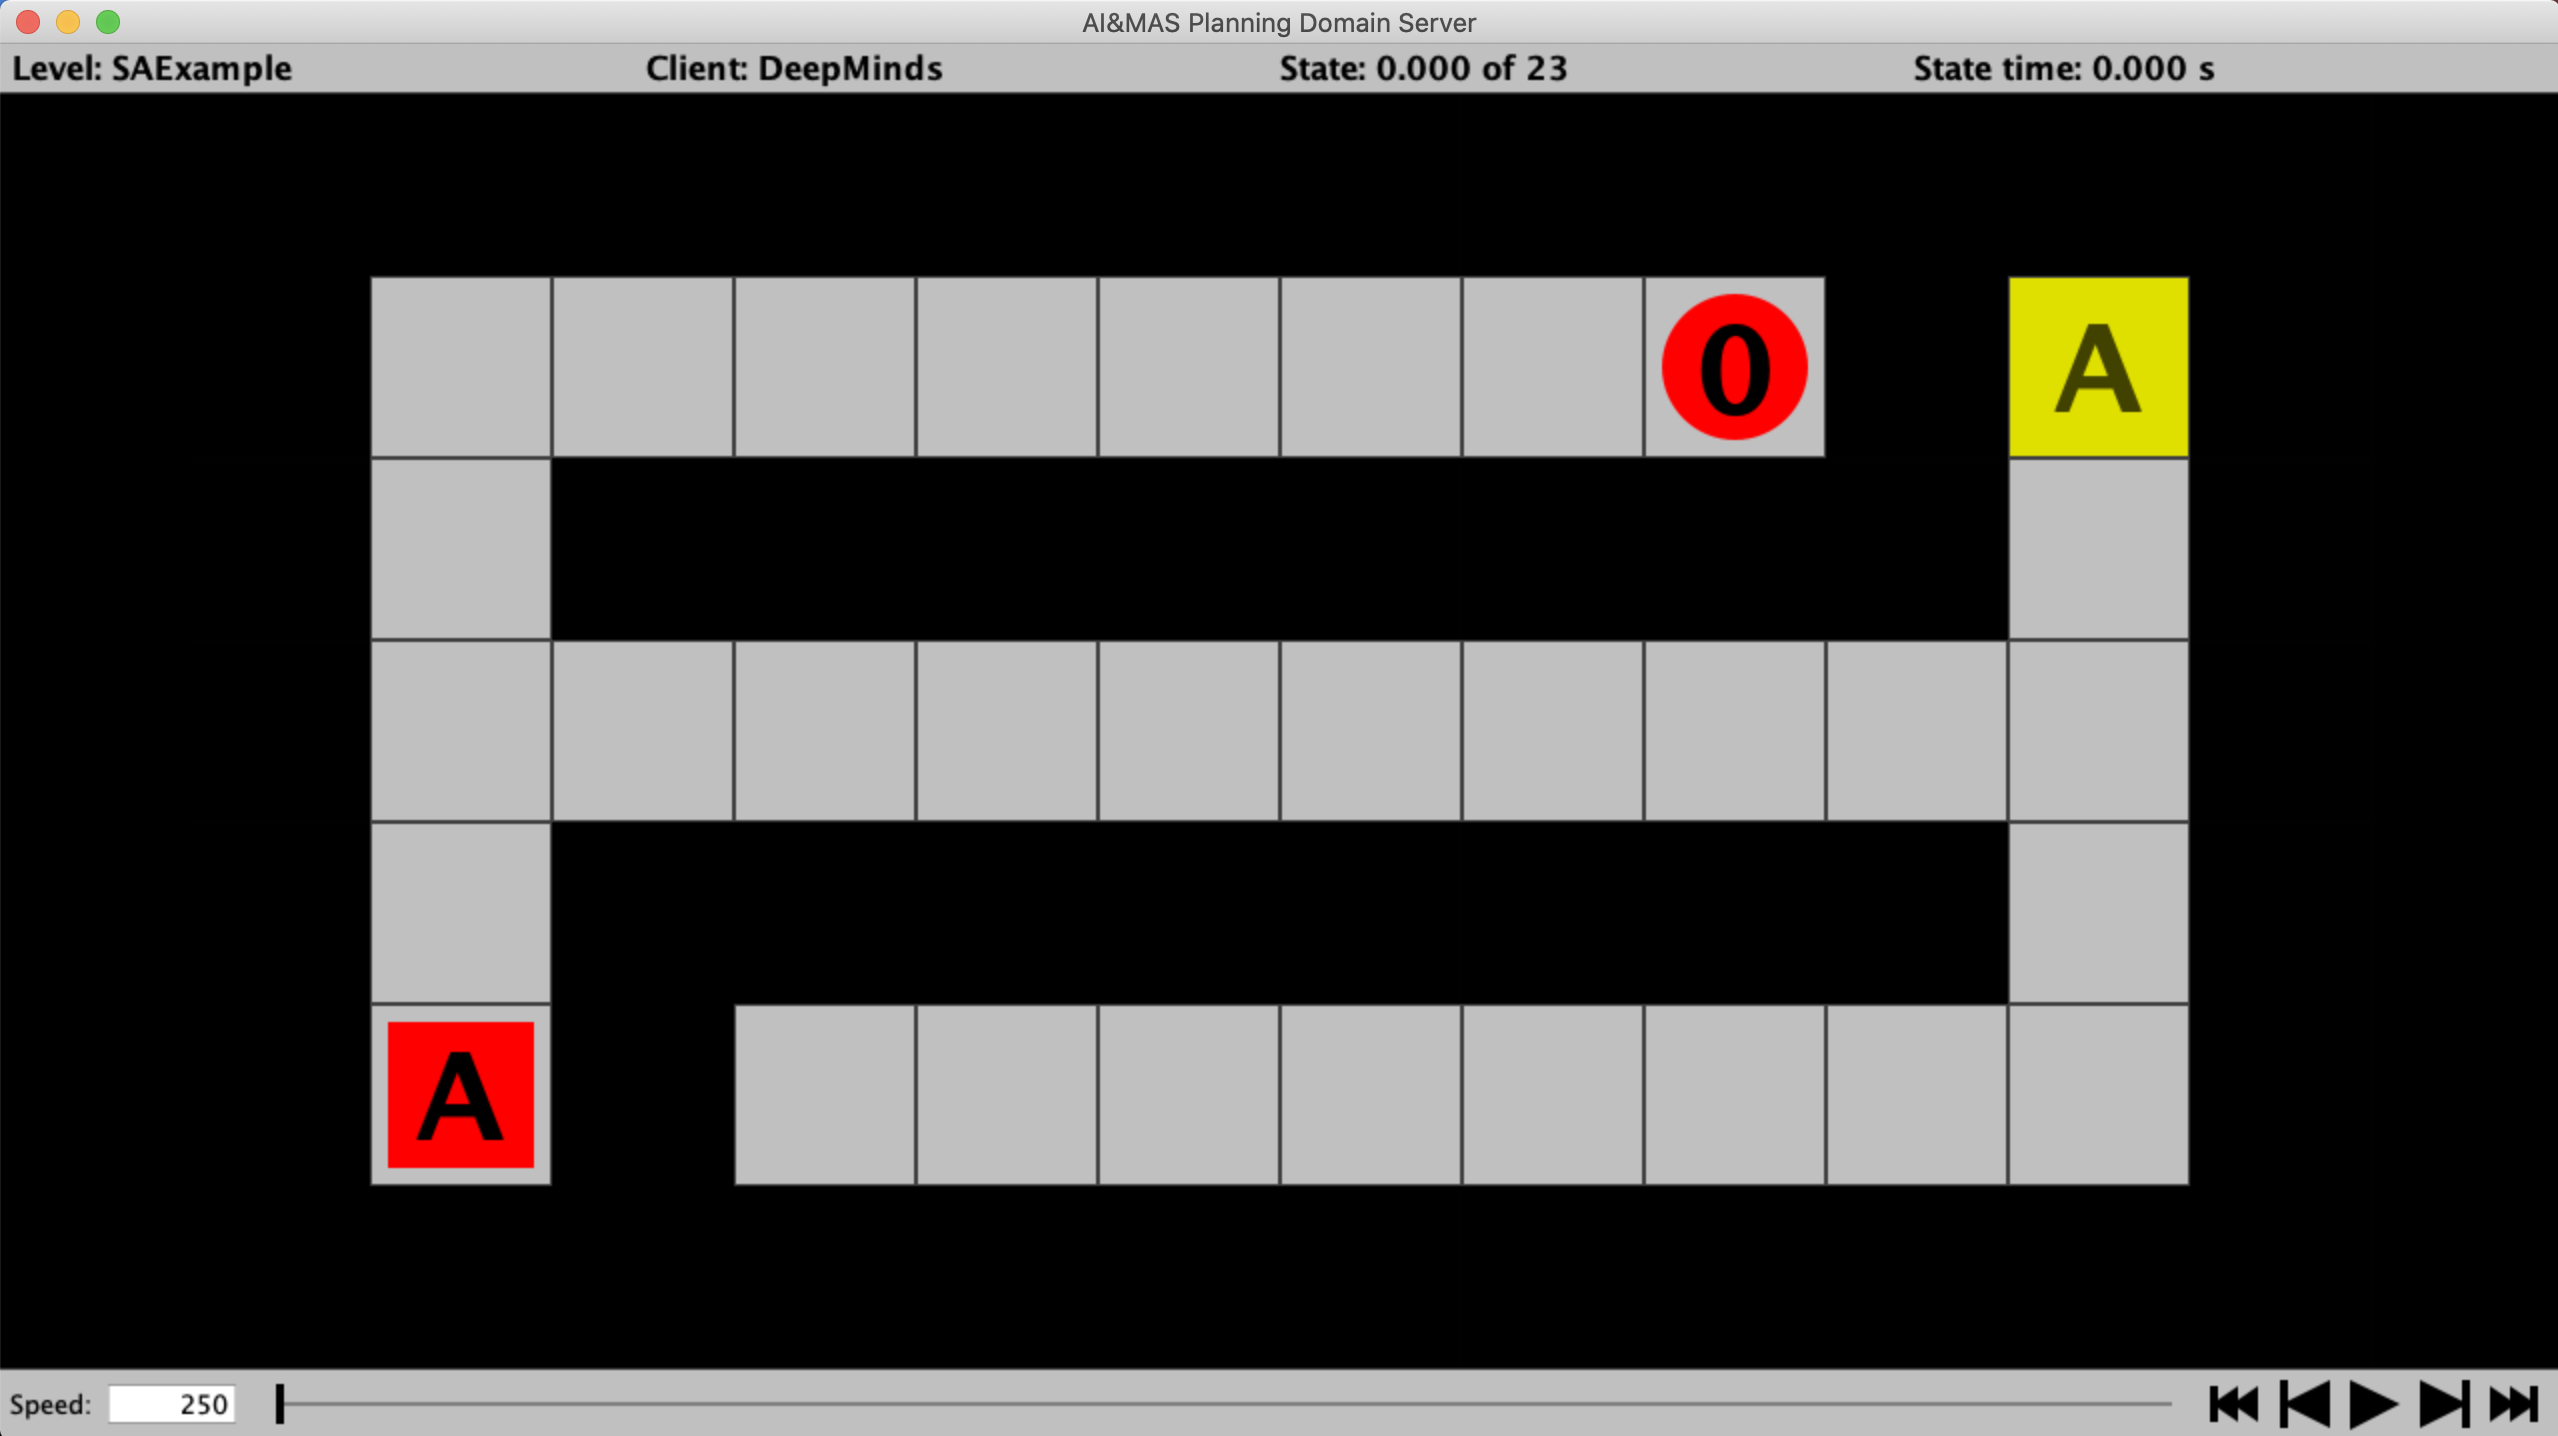 AI&MAS Planning Domain Server
Level: SAExample Client: DeepMinds State: 0.000 of 23 State time: 0.000 s
0 A
A
Speed: 250